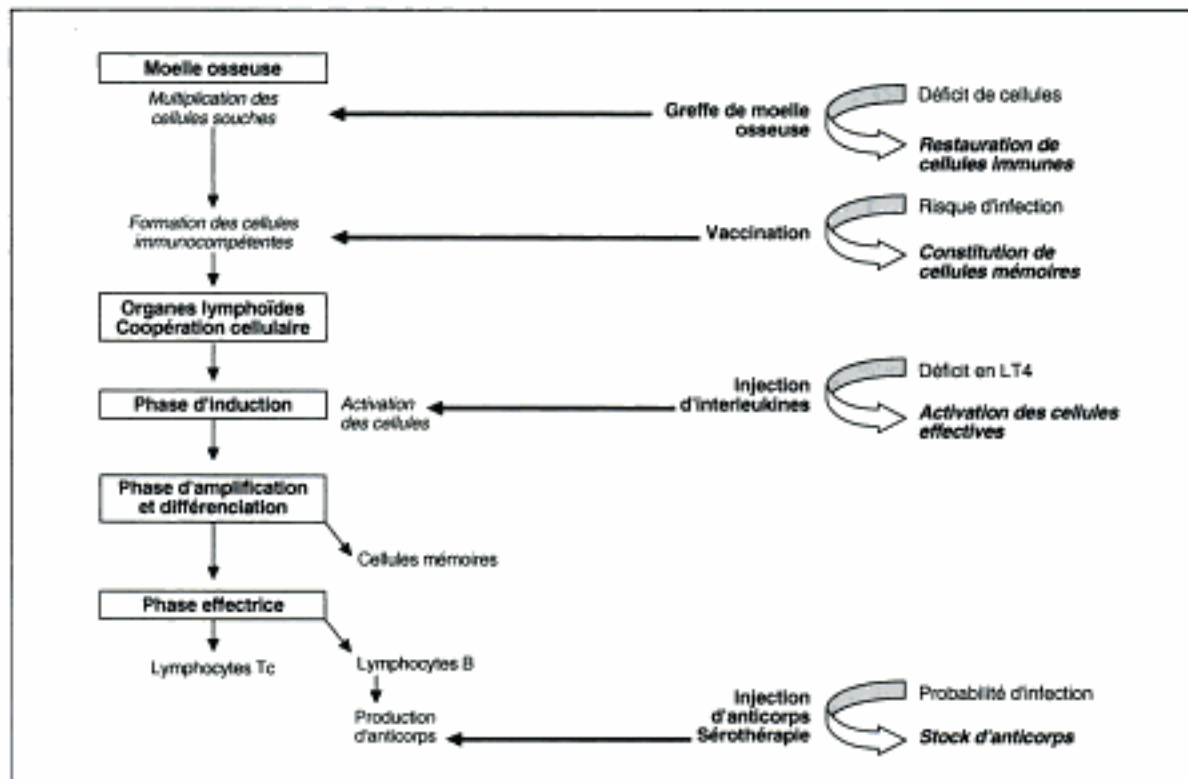 Moelle osseuse
Multiplication des
cellules souches
Greffe de moelle
osseuse
Déficit de cellules
Restauration de
cellules immunes
Formation des cellules
immunocompétentes
Vaccination
Risque d'infection
Constitution de
cellules mémoires
Organes lymphoïdes
Coopération cellulaire
Phase d'induction
Activation
des cellules
Injection
d'interleukines
Déficit en LT4
Activation des cellules
effectives
Phase d'amplification
et différenciation
Cellules mémoires
Phase effectrice
Lymphocytes Tc
Lymphocytes B
Production
d'anticorps
Injection
d'anticorps
Sérothérapie
Probabilité d'infection
Stock d'anticorps